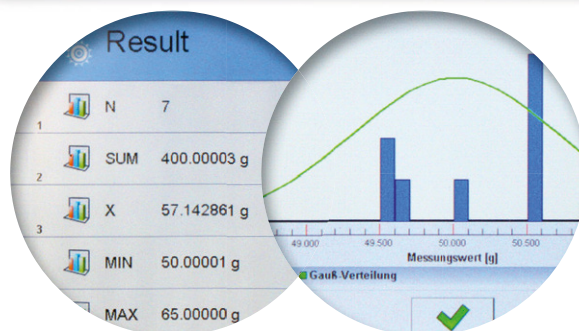 Result
1 N 7
2 SUM 400.00003 g
3 X 57.142861 g
MIN 50.00001 g
MAX 65.00000 g
49.000 49.500 50.000 50.500
Messungswert [g]
Gauß-Verteilung